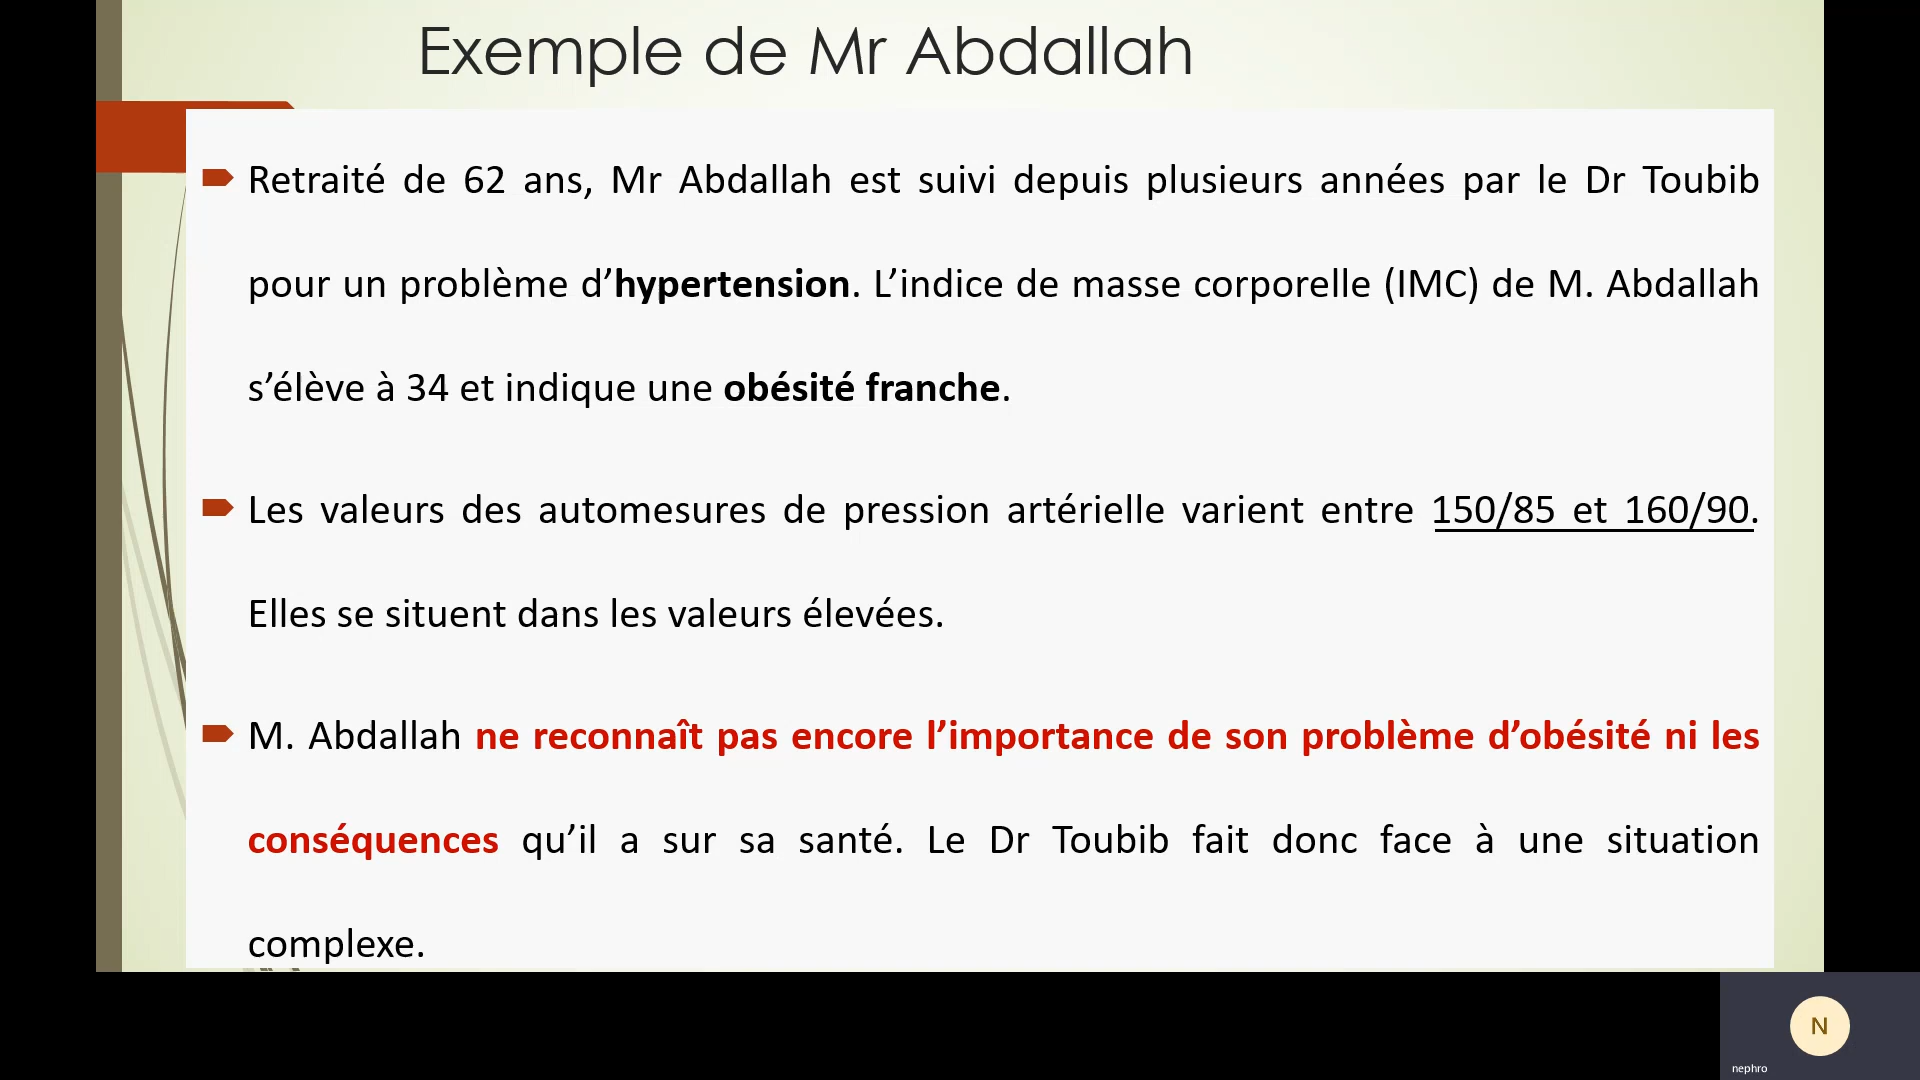 Exemple de Mr Abdallah
Retraité de 62 ans, Mr Abdallah est suivi depuis plusieurs années par le Dr Toubib
pour un problème d’hypertension. L’indice de masse corporelle (IMC) de M. Abdallah
s’élève à 34 et indique une obésité franche.
Les valeurs des automesures de pression artérielle varient entre 150/85 et 160/90.
Elles se situent dans les valeurs élevées.
M. Abdallah ne reconnaît pas encore l’importance de son problème d’obésité ni les
conséquences qu’il a sur sa santé. Le Dr Toubib fait donc face à une situation
complexe.
N
nephro